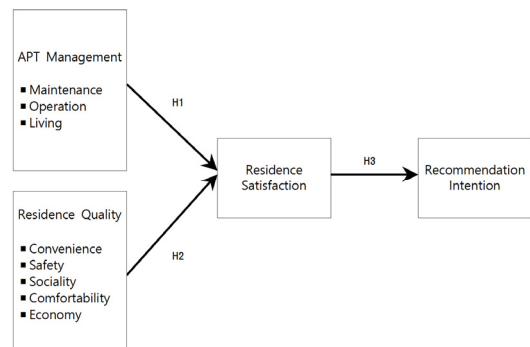 APT Management
■ Maintenance
■ Operation
■ Living
H1
Residence Quality
■ Convenience
■ Safety
■ Sociality
■ Comfortability
■ Economy
H2
Residence
Satisfaction
H3
Recommendation
Intention